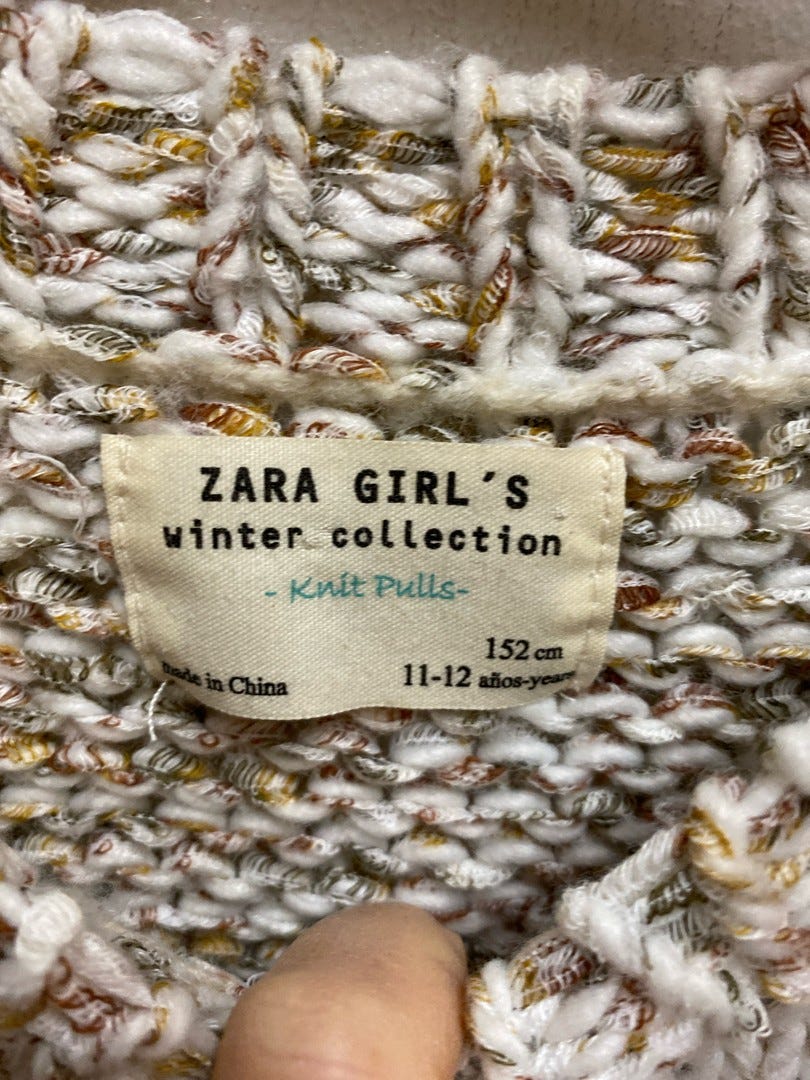 ZARA GIRL´S
winter collection
- Knit Pulls-
152 cm
made in China
11-12 años-years